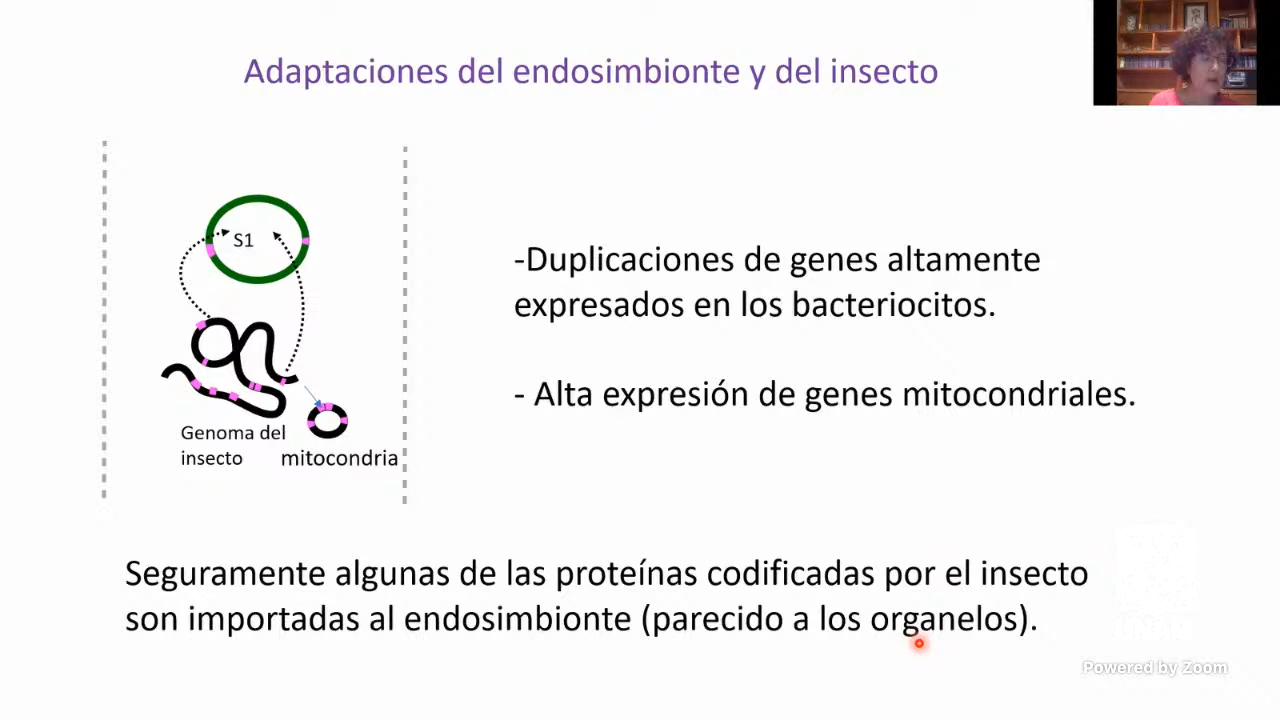 Adaptaciones del endosimbionte y del insecto
S1
Genoma del
insecto
mitocondria
-Duplicaciones de genes altamente
expresados en los bacteriocitos.
- Alta expresión de genes mitocondriales.
Seguramente algunas de las proteínas codificadas por el insecto
son importadas al endosimbionte (parecido a los organelos).
UNAM
Powered by Zoom